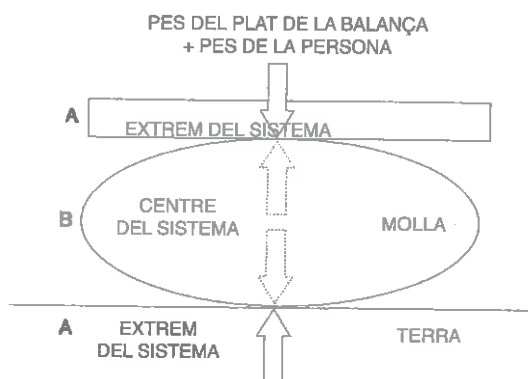 PES DEL PLAT DE LA BALANÇA
+ PES DE LA PERSONA
A
EXTREM DEL SISTEMA
B
CENTRE
DEL SISTEMA
MOLLA
A
EXTREM
DEL SISTEMA
TERRA